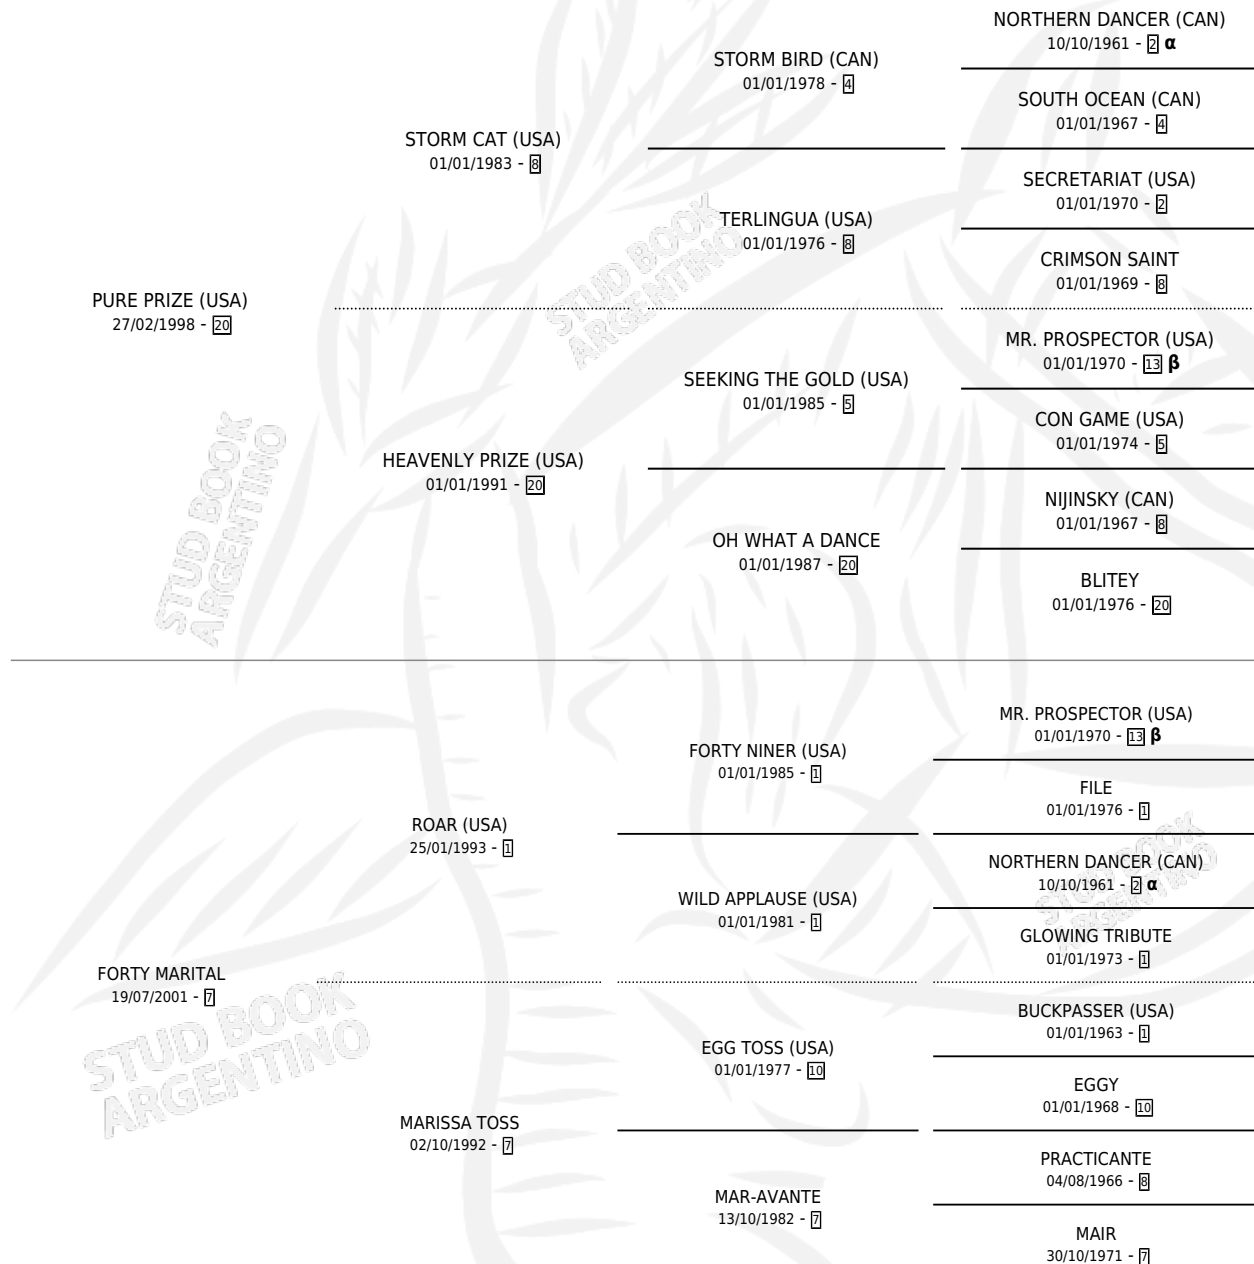 NORTHERN DANCER (CAN)
10/10/1961 - 2 α
STORM BIRD (CAN)
01/01/1978 - 4
SOUTH OCEAN (CAN)
01/01/1967 - 4
STORM CAT (USA)
01/01/1983 - 8
SECRETARIAT (USA)
01/01/1970 - 2
TERLINGUA (USA)
01/01/1976 - 8
CRIMSON SAINT
01/01/1969 - 8
PURE PRIZE (USA)
27/02/1998 - 20
MR. PROSPECTOR (USA)
01/01/1970 - 13 β
SEEKING THE GOLD (USA)
01/01/1985 - 5
CON GAME (USA)
01/01/1974 - 5
HEAVENLY PRIZE (USA)
01/01/1991 - 20
NIJINSKY (CAN)
01/01/1967 - 8
OH WHAT A DANCE
01/01/1987 - 20
BLITEY
01/01/1976 - 20
MR. PROSPECTOR (USA)
01/01/1970 - 13 β
FORTY NINER (USA)
01/01/1985 - 1
FILE
01/01/1976 - 1
ROAR (USA)
25/01/1993 - 1
NORTHERN DANCER (CAN)
10/10/1961 - 2 α
WILD APPLAUSE (USA)
01/01/1981 - 1
GLOWING TRIBUTE
01/01/1973 - 1
FORTY MARITAL
19/07/2001 - 7
BUCKPASSER (USA)
01/01/1963 - 1
EGG TOSS (USA)
01/01/1977 - 10
EGGY
01/01/1968 - 10
MARISSA TOSS
02/10/1992 - 7
PRACTICANTE
04/08/1966 - 8
MAR-AVANTE
13/10/1982 - 7
MAIR
30/10/1971 - 7
STUD BOOK
ARGENTINO
STUD BOOK
ARGENTINO
STUD BOOK
ARGENTINO
STUD BOOK
ARGENTINO